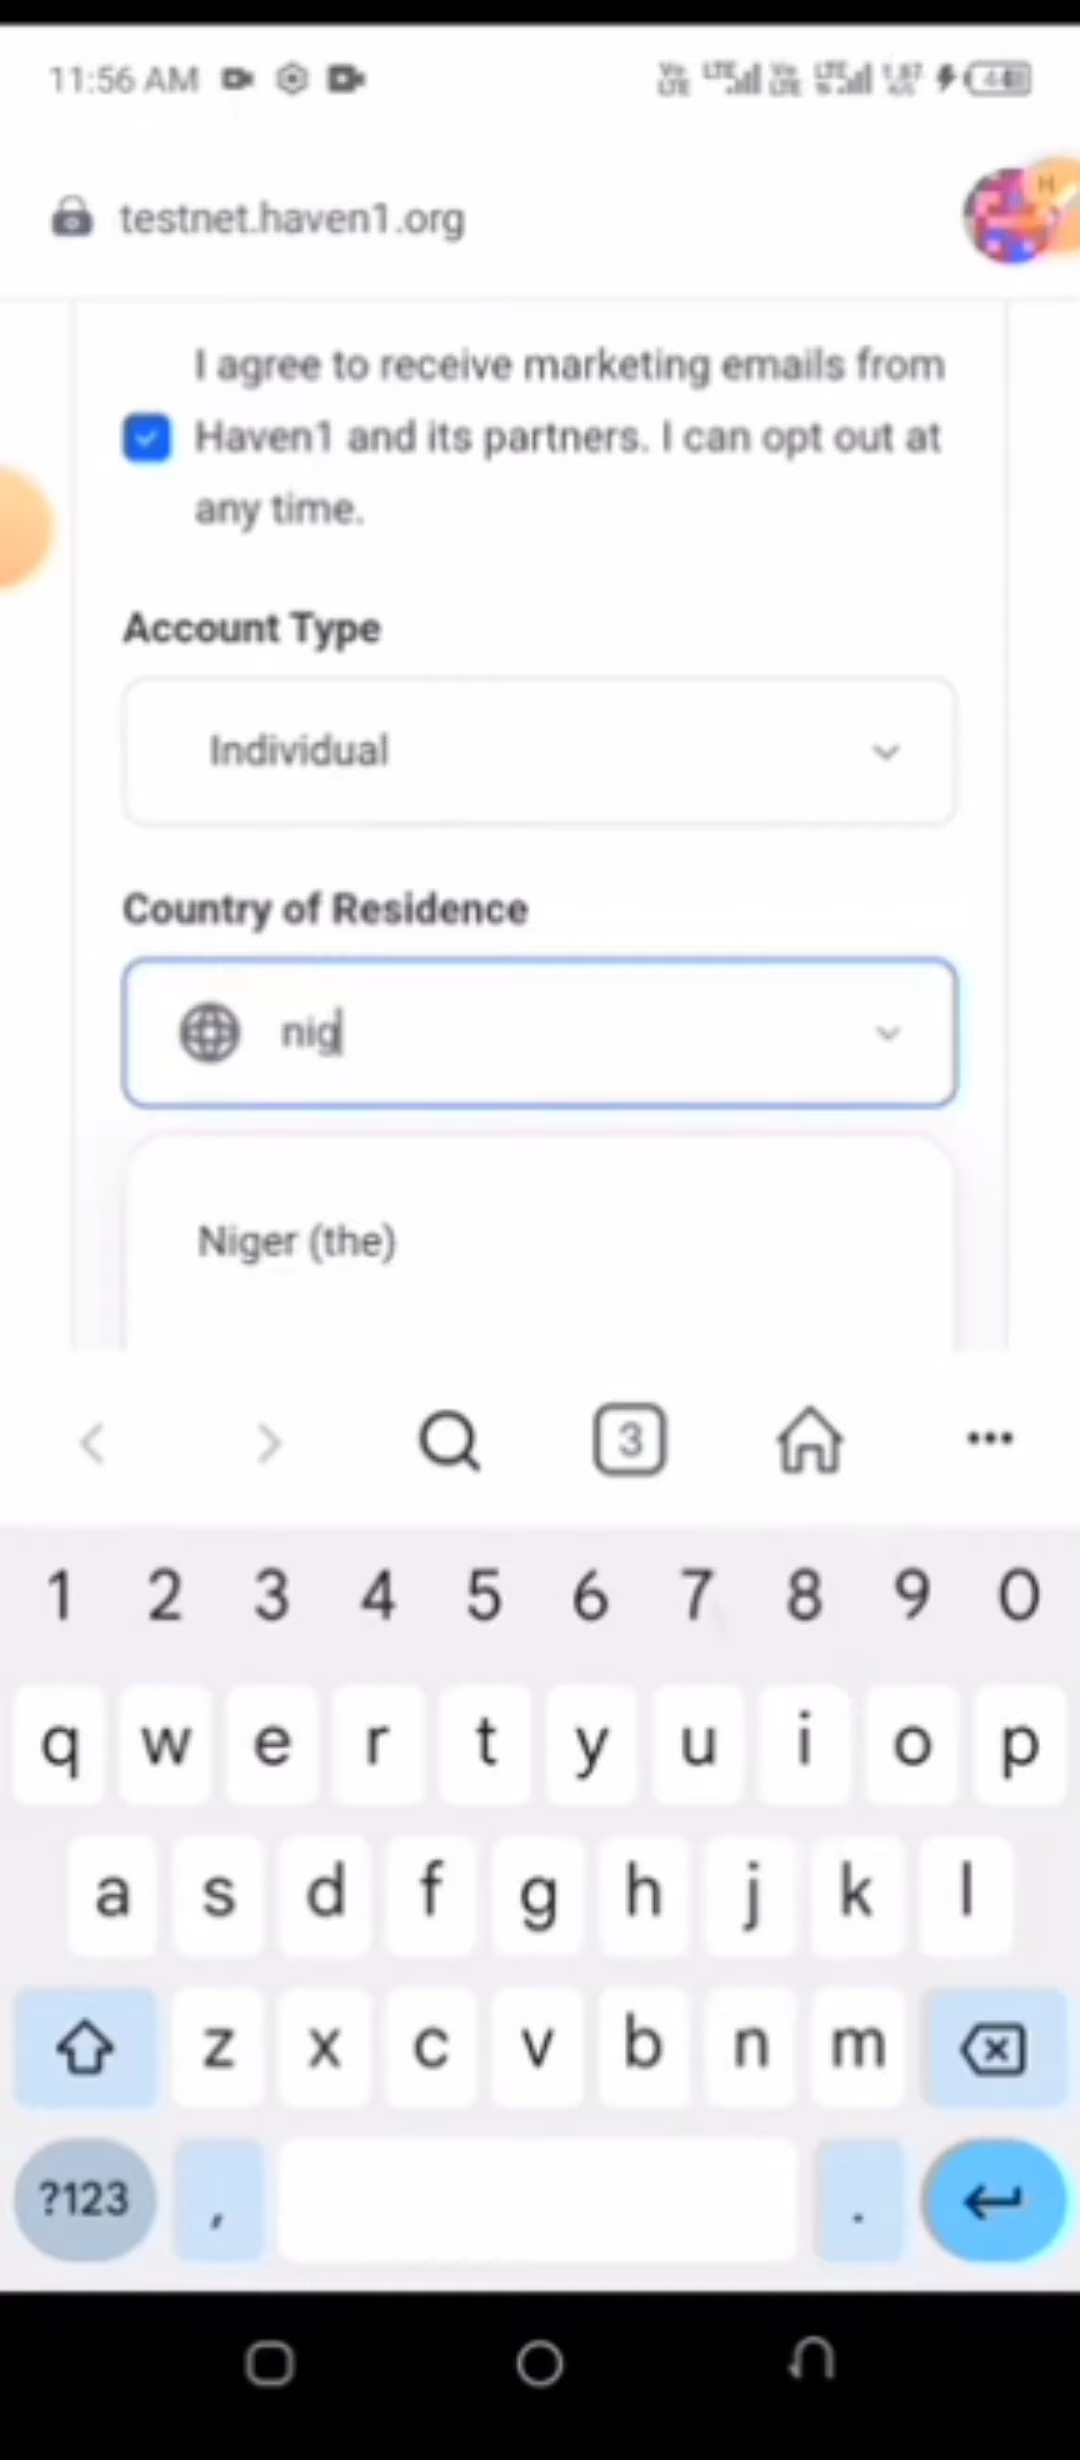 11:56 AM
testnet.haven1.org
I agree to receive marketing emails from
Haven1 and its partners. I can opt out at
any time.
Account Type
Individual
Country of Residence
nig
Niger (the)
3
1 2 3 4 5 6 7 8 9 0
q w e r t y u i o p
a s d f g h j k l
z x c v b n m
?123 , .